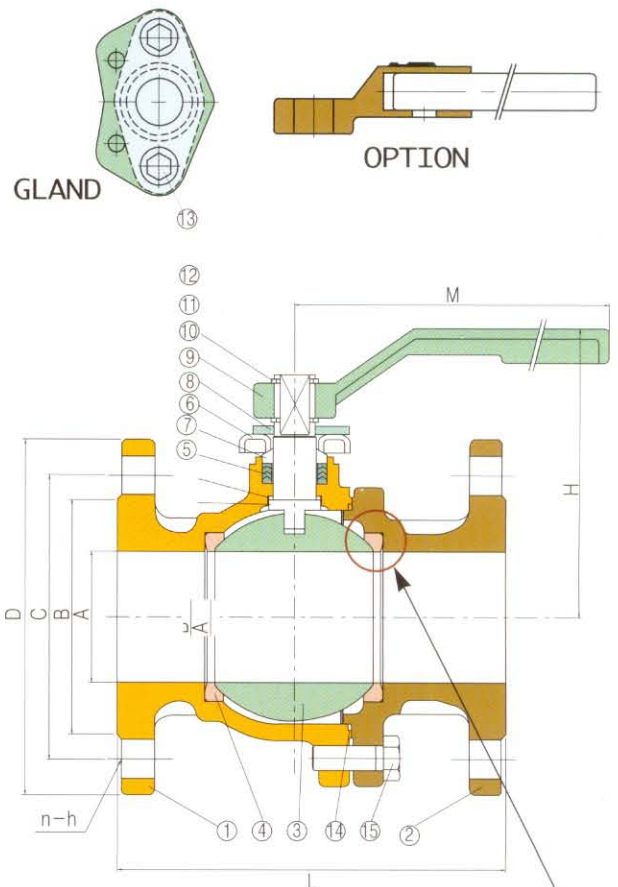 GLAND
OPTION
⑬
⑫
⑪
⑩
⑨
⑧
⑥
⑦
⑤
M
H
D
C
B
A
A
n-h
①
④
③
⑭
⑮
②